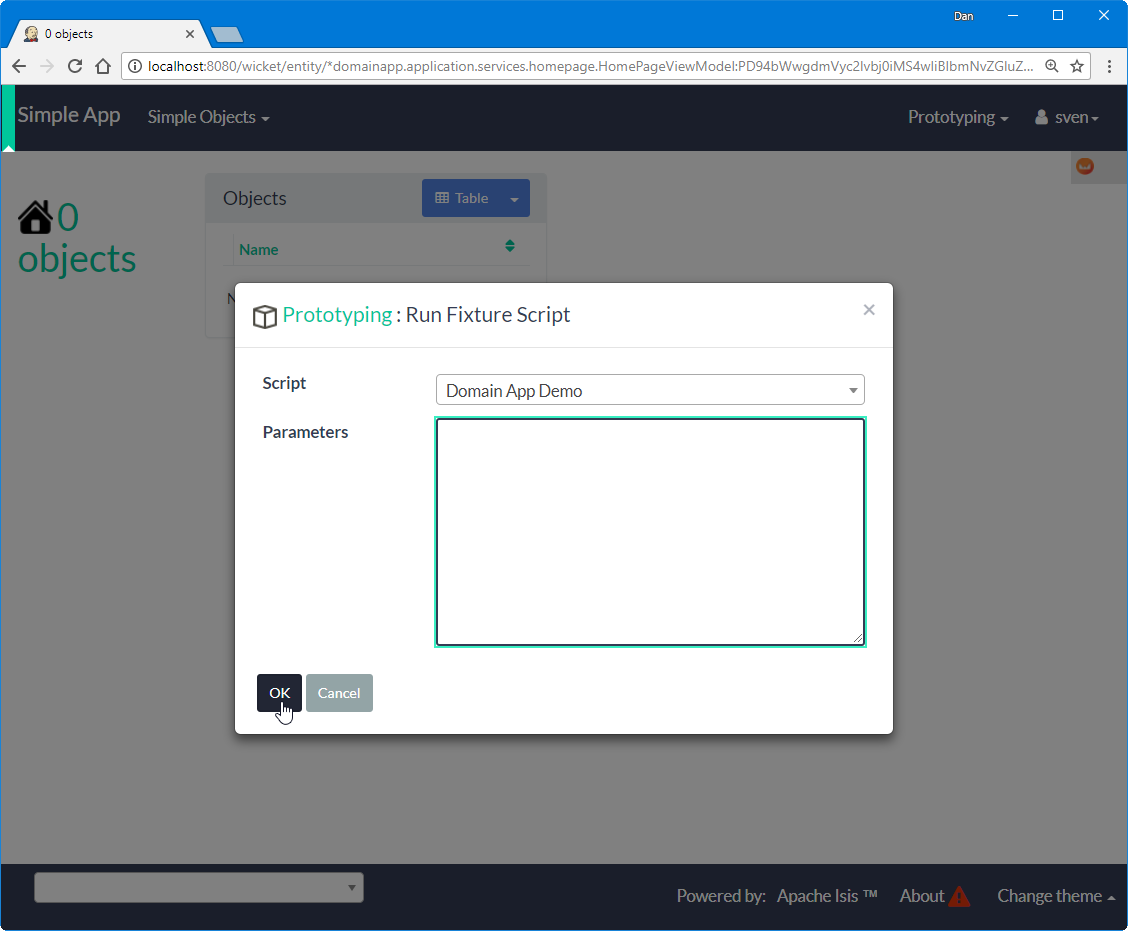 Dan
0 objects
localhost:8080/wicket/entity/*domainapp.application.services.homepage.HomePageViewModel:PD94bWwgdmVyc2lvbj0iMS4wIiBlbmNvZGluZ...
Simple App
Simple Objects
Prototyping
sven
0
objects
Objects
Table
Name
N
Prototyping : Run Fixture Script
×
Script
Domain App Demo
Parameters
OK
Cancel
Powered by: Apache Isis ™
About
Change theme